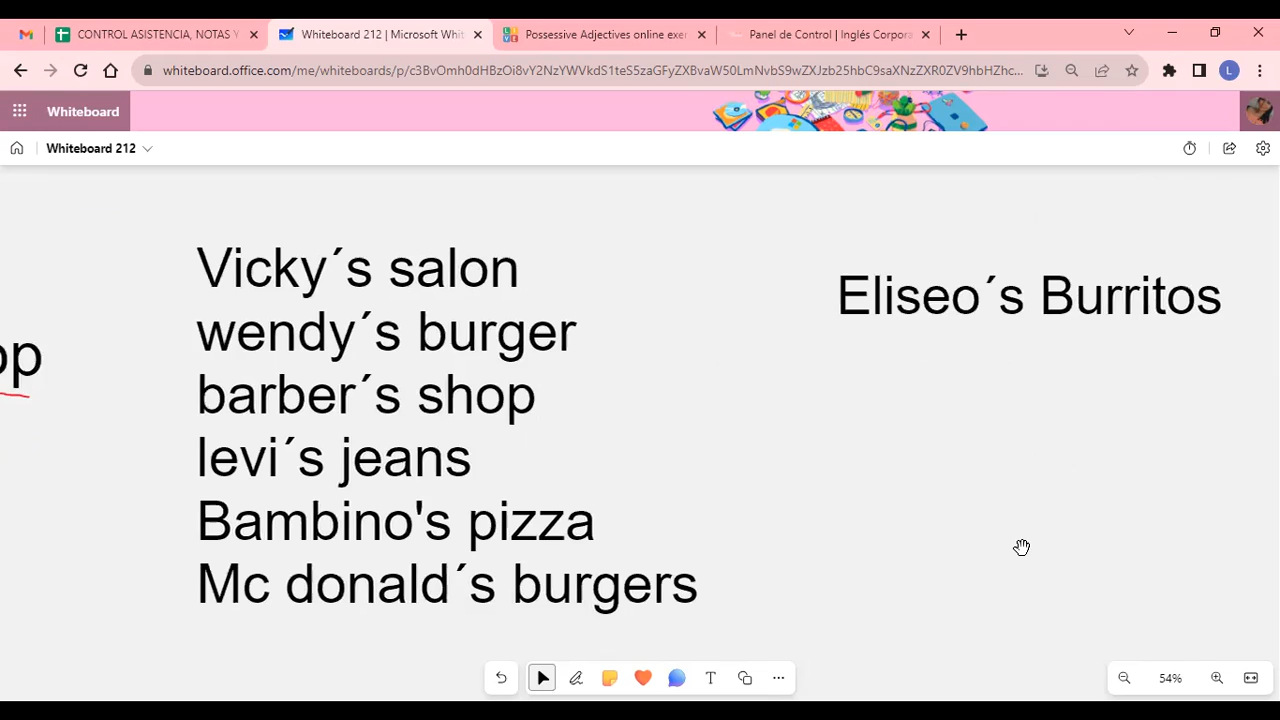 CONTROL ASISTENCIA, NOTAS Y
Whiteboard 212 | Microsoft Whit
Possessive Adjectives online exer
Panel de Control | Inglés Corpora
whiteboard.office.com/me/whiteboards/p/c3BvOmh0dHBzOi8vY2NzYWVkdS1teS5zaGFyZXBvaW50LmNvbS9wZXJzb25hbC9saXNzZXR0ZV9hbHZhc...
L
Whiteboard
Whiteboard 212
op
Vicky´s salon
wendy´s burger
barber´s shop
levi´s jeans
Bambino's pizza
Mc donald´s burgers
Eliseo´s Burritos
54%